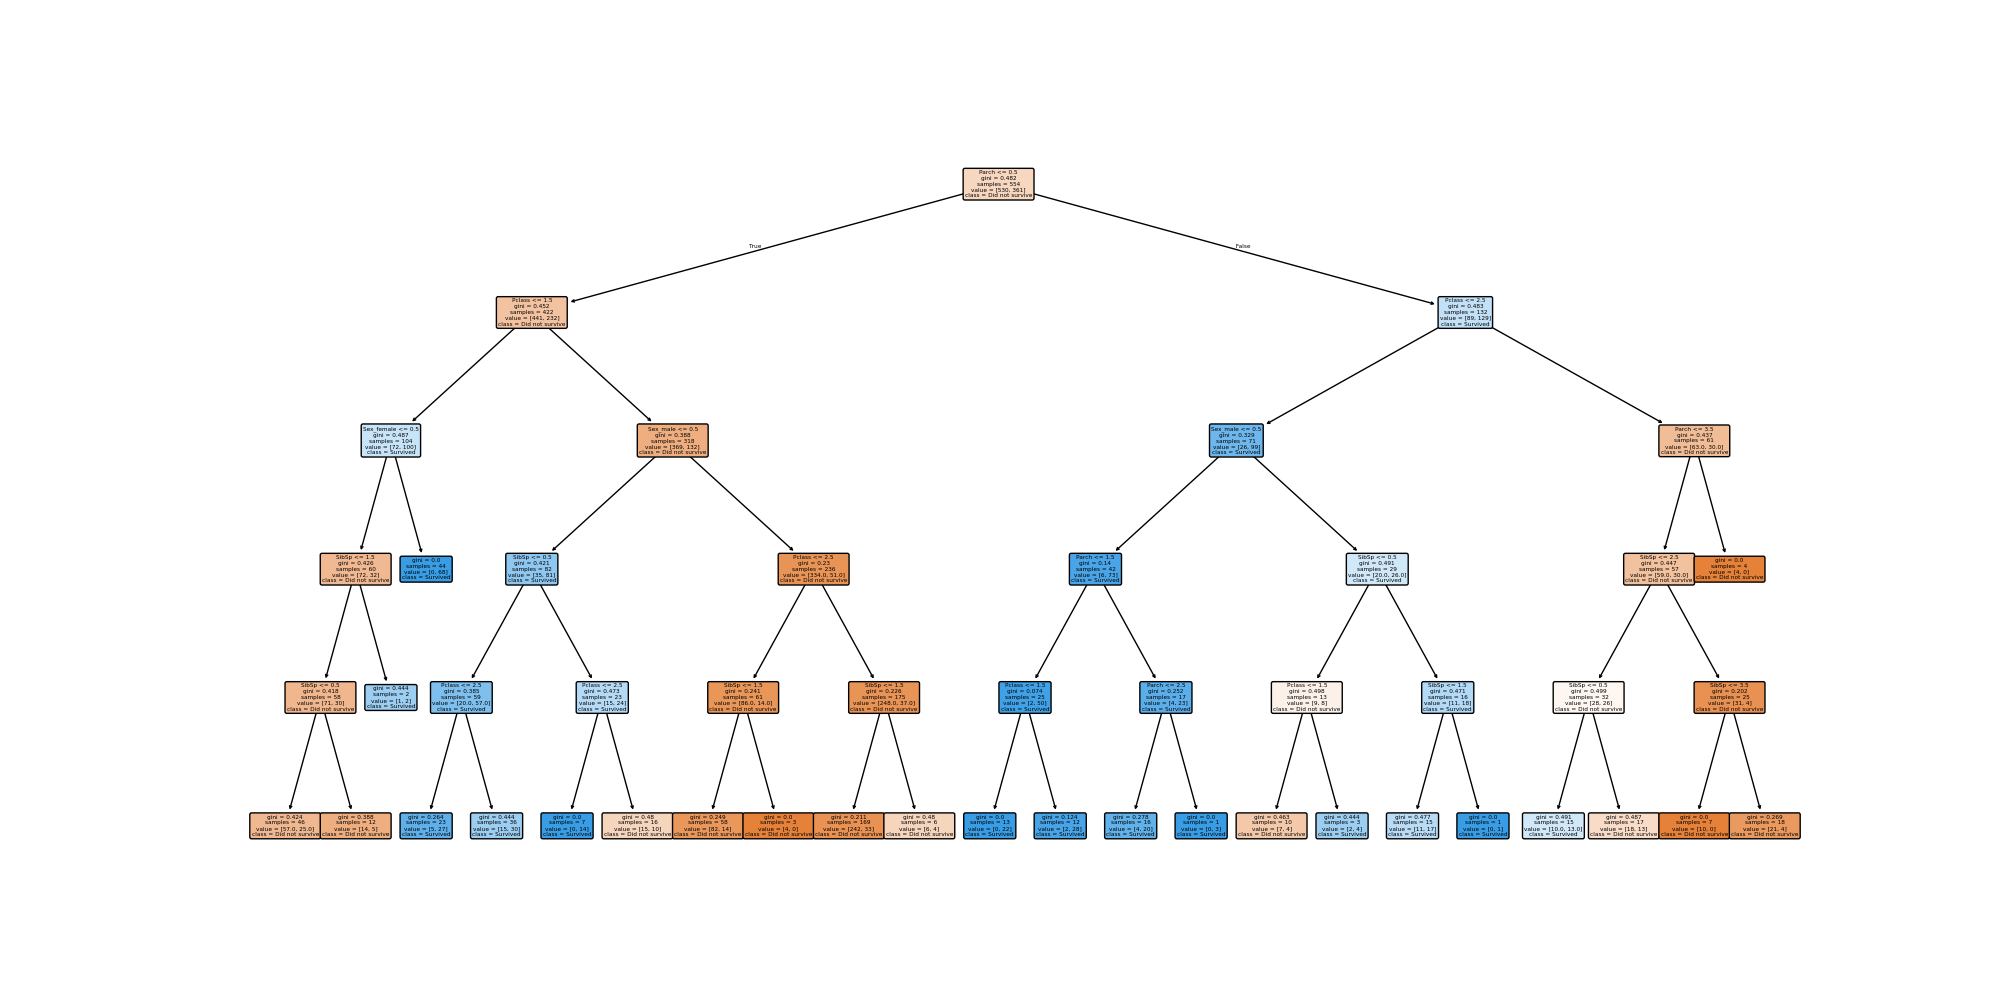 Parch <= 0.5
gini = 0.482
samples = 554
value = [530, 361]
class = Did not survive
True
False
Pclass <= 1.5
gini = 0.452
samples = 422
value = [441, 232]
class = Did not survive
Pclass <= 2.5
gini = 0.483
samples = 132
value = [89, 129]
class = Survived
Sex_female <= 0.5
gini = 0.487
samples = 104
value = [72, 100]
class = Survived
Sex_male <= 0.5
gini = 0.388
samples = 318
value = [369, 132]
class = Did not survive
Sex_male <= 0.5
gini = 0.329
samples = 71
value = [26, 99]
class = Survived
Parch <= 3.5
gini = 0.437
samples = 61
value = [63.0, 30.0]
class = Did not survive
SibSp <= 1.5
gini = 0.426
samples = 60
value = [72, 32]
class = Did not survive
gini = 0.0
samples = 44
value = [0, 68]
class = Survived
SibSp <= 0.5
gini = 0.421
samples = 82
value = [35, 81]
class = Survived
Pclass <= 2.5
gini = 0.23
samples = 236
value = [334.0, 51.0]
class = Did not survive
Parch <= 1.5
gini = 0.14
samples = 42
value = [6, 73]
class = Survived
SibSp <= 0.5
gini = 0.491
samples = 29
value = [20.0, 26.0]
class = Survived
SibSp <= 2.5
gini = 0.447
samples = 57
value = [59.0, 30.0]
class = Did not survive
gini = 0.0
samples = 4
value = [4, 0]
class = Did not survive
SibSp <= 0.5
gini = 0.418
samples = 58
value = [71, 30]
class = Did not survive
gini = 0.444
samples = 2
value = [1, 2]
class = Survived
Pclass <= 2.5
gini = 0.385
samples = 59
value = [20.0, 57.0]
class = Survived
Pclass <= 2.5
gini = 0.473
samples = 23
value = [15, 24]
class = Survived
SibSp <= 1.5
gini = 0.241
samples = 61
value = [86.0, 14.0]
class = Did not survive
SibSp <= 1.5
gini = 0.226
samples = 175
value = [248.0, 37.0]
class = Did not survive
Pclass <= 1.5
gini = 0.074
samples = 25
value = [2, 50]
class = Survived
Parch <= 2.5
gini = 0.252
samples = 17
value = [4, 23]
class = Survived
Pclass <= 1.5
gini = 0.498
samples = 13
value = [9, 8]
class = Did not survive
SibSp <= 1.5
gini = 0.471
samples = 16
value = [11, 18]
class = Survived
SibSp <= 0.5
gini = 0.499
samples = 32
value = [28, 26]
class = Did not survive
SibSp <= 3.5
gini = 0.202
samples = 25
value = [31, 4]
class = Did not survive
gini = 0.424
samples = 46
value = [57.0, 25.0]
class = Did not survive
gini = 0.388
samples = 12
value = [14, 5]
class = Did not survive
gini = 0.264
samples = 23
value = [5, 27]
class = Survived
gini = 0.444
samples = 36
value = [15, 30]
class = Survived
gini = 0.0
samples = 7
value = [0, 14]
class = Survived
gini = 0.48
samples = 16
value = [15, 10]
class = Did not survive
gini = 0.249
samples = 58
value = [82, 14]
class = Did not survive
gini = 0.0
samples = 3
value = [4, 0]
class = Did not survive
gini = 0.211
samples = 169
value = [242, 33]
class = Did not survive
gini = 0.48
samples = 6
value = [6, 4]
class = Did not survive
gini = 0.0
samples = 13
value = [0, 22]
class = Survived
gini = 0.124
samples = 12
value = [2, 28]
class = Survived
gini = 0.278
samples = 16
value = [4, 20]
class = Survived
gini = 0.0
samples = 1
value = [0, 3]
class = Survived
gini = 0.463
samples = 10
value = [7, 4]
class = Did not survive
gini = 0.444
samples = 3
value = [2, 4]
class = Survived
gini = 0.477
samples = 15
value = [11, 17]
class = Survived
gini = 0.0
samples = 1
value = [0, 1]
class = Survived
gini = 0.491
samples = 15
value = [10.0, 13.0]
class = Survived
gini = 0.487
samples = 17
value = [18, 13]
class = Did not survive
gini = 0.0
samples = 7
value = [10, 0]
class = Did not survive
gini = 0.269
samples = 18
value = [21, 4]
class = Did not survive